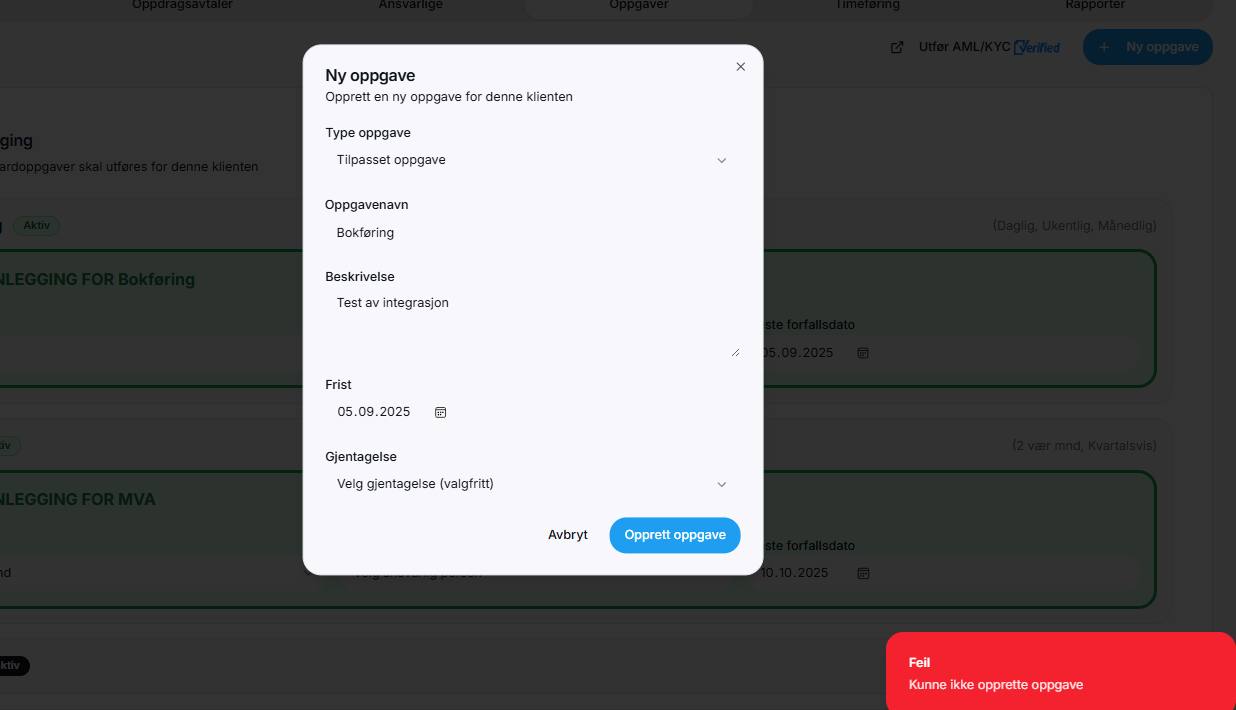 Oppdragsavtaler Ansvarlige Oppgaver Timeføring Rapporter
Utfør AML/KYC Verified
+ Ny oppgave
ging
ardoppgaver skal utføres for denne klienten
Aktiv
(Daglig, Ukentlig, Månedlig)
NLEGGING FOR Bokføring
ste forfallsdato
05.09.2025
tiv
(2 vær mnd, Kvartalsvis)
NLEGGING FOR MVA
ste forfallsdato
nd
Velg ansvarlig person
10.10.2025
ktiv
Ny oppgave
Opprett en ny oppgave for denne klienten
Type oppgave
Tilpasset oppgave
Oppgavenavn
Bokføring
Beskrivelse
Test av integrasjon
Frist
05.09.2025
Gjentagelse
Velg gjentagelse (valgfritt)
Avbryt
Opprett oppgave
Feil
Kunne ikke opprette oppgave